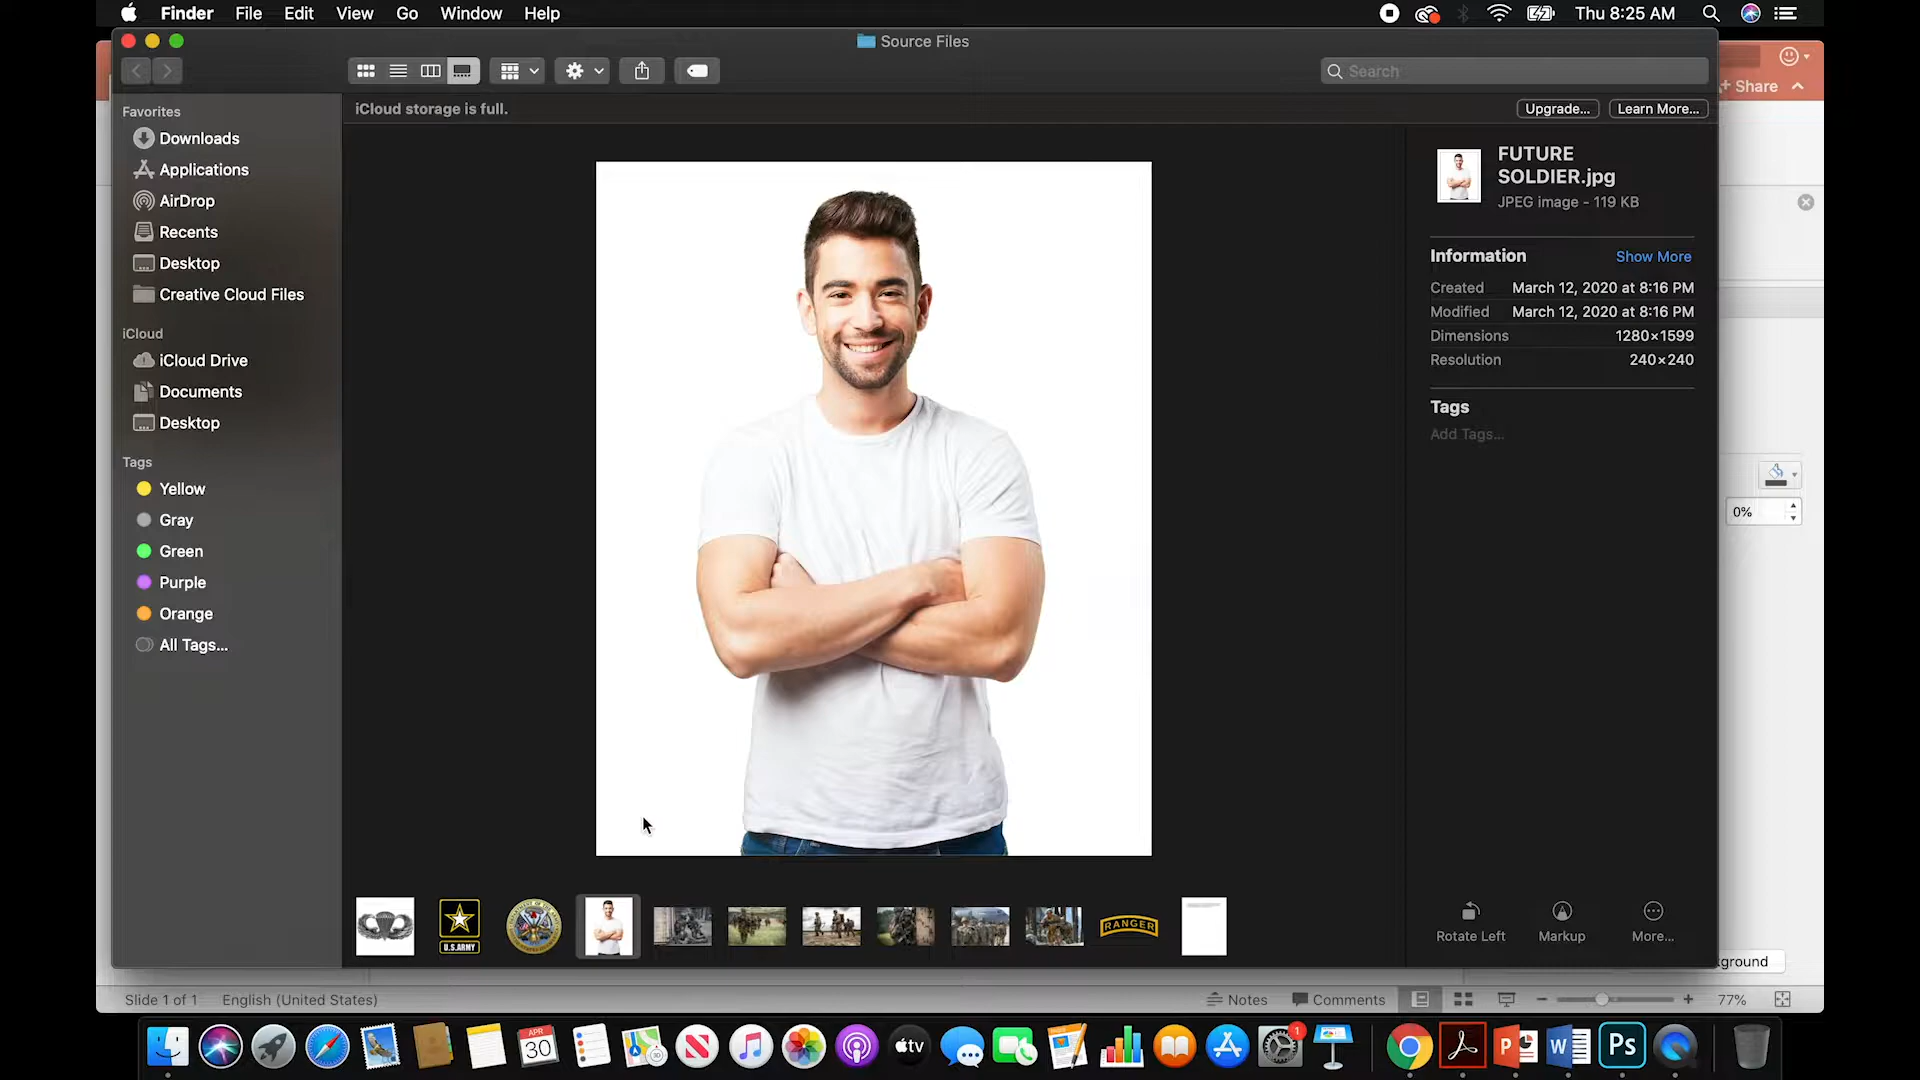 Finder File Edit View Go Window Help
Thu 8:25 AM
Source Files
Search
Share
iCloud storage is full.
Upgrade...
Learn More...
Favorites
Downloads
Applications
AirDrop
Recents
Desktop
Creative Cloud Files
iCloud
iCloud Drive
Documents
Desktop
Tags
Yellow
Gray
Green
Purple
Orange
All Tags...
FUTURE
SOLDIER.jpg
JPEG image - 119 KB
Information Show More
Created March 12, 2020 at 8:16 PM
Modified March 12, 2020 at 8:16 PM
Dimensions 1280×1599
Resolution 240×240
Tags
Add Tags...
0%
U.S.ARMY
RANGER
Rotate Left
Markup
More...
ground
Slide 1 of 1 English (United States)
Notes Comments
77%
APR
30
tv
1
P
W
Ps